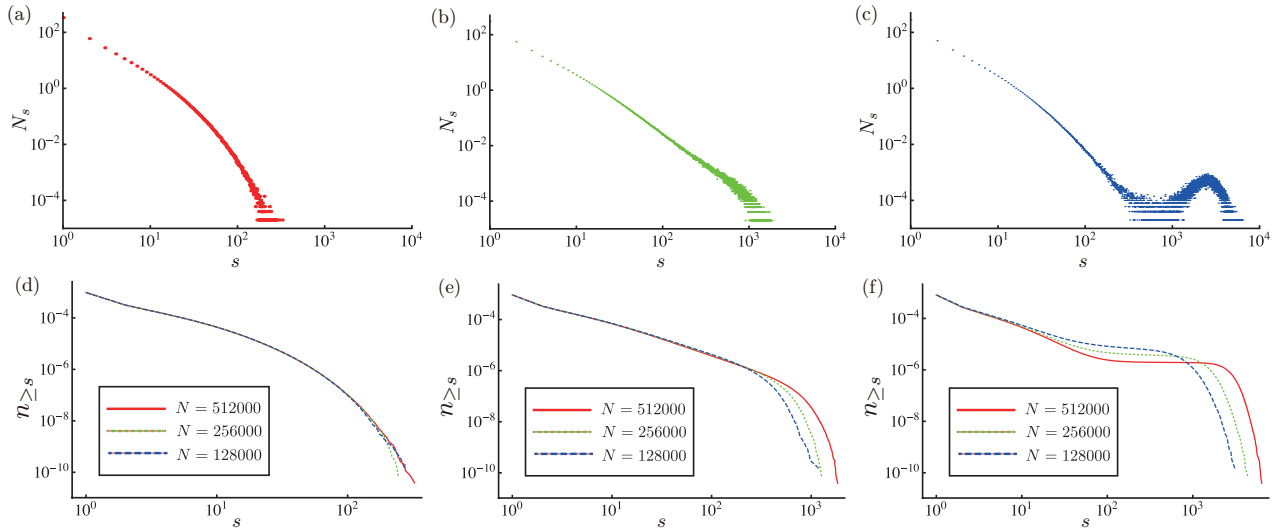 (a)
N_s
10^2
10^0
10^{-2}
10^{-4}
10^0
10^1
10^2
10^3
10^4
s
(b)
N_s
10^2
10^0
10^{-2}
10^{-4}
10^0
10^1
10^2
10^3
10^4
s
(c)
N_s
10^2
10^0
10^{-2}
10^{-4}
10^0
10^1
10^2
10^3
10^4
s
(d)
n_{≥s}
10^{-4}
10^{-6}
10^{-8}
10^{-10}
N = 512000
N = 256000
N = 128000
10^0
10^1
10^2
s
(e)
n_{≥s}
10^{-4}
10^{-6}
10^{-8}
10^{-10}
N = 512000
N = 256000
N = 128000
10^0
10^1
10^2
10^3
s
(f)
n_{≥s}
10^{-4}
10^{-6}
10^{-8}
10^{-10}
N = 512000
N = 256000
N = 128000
10^0
10^1
10^2
10^3
s